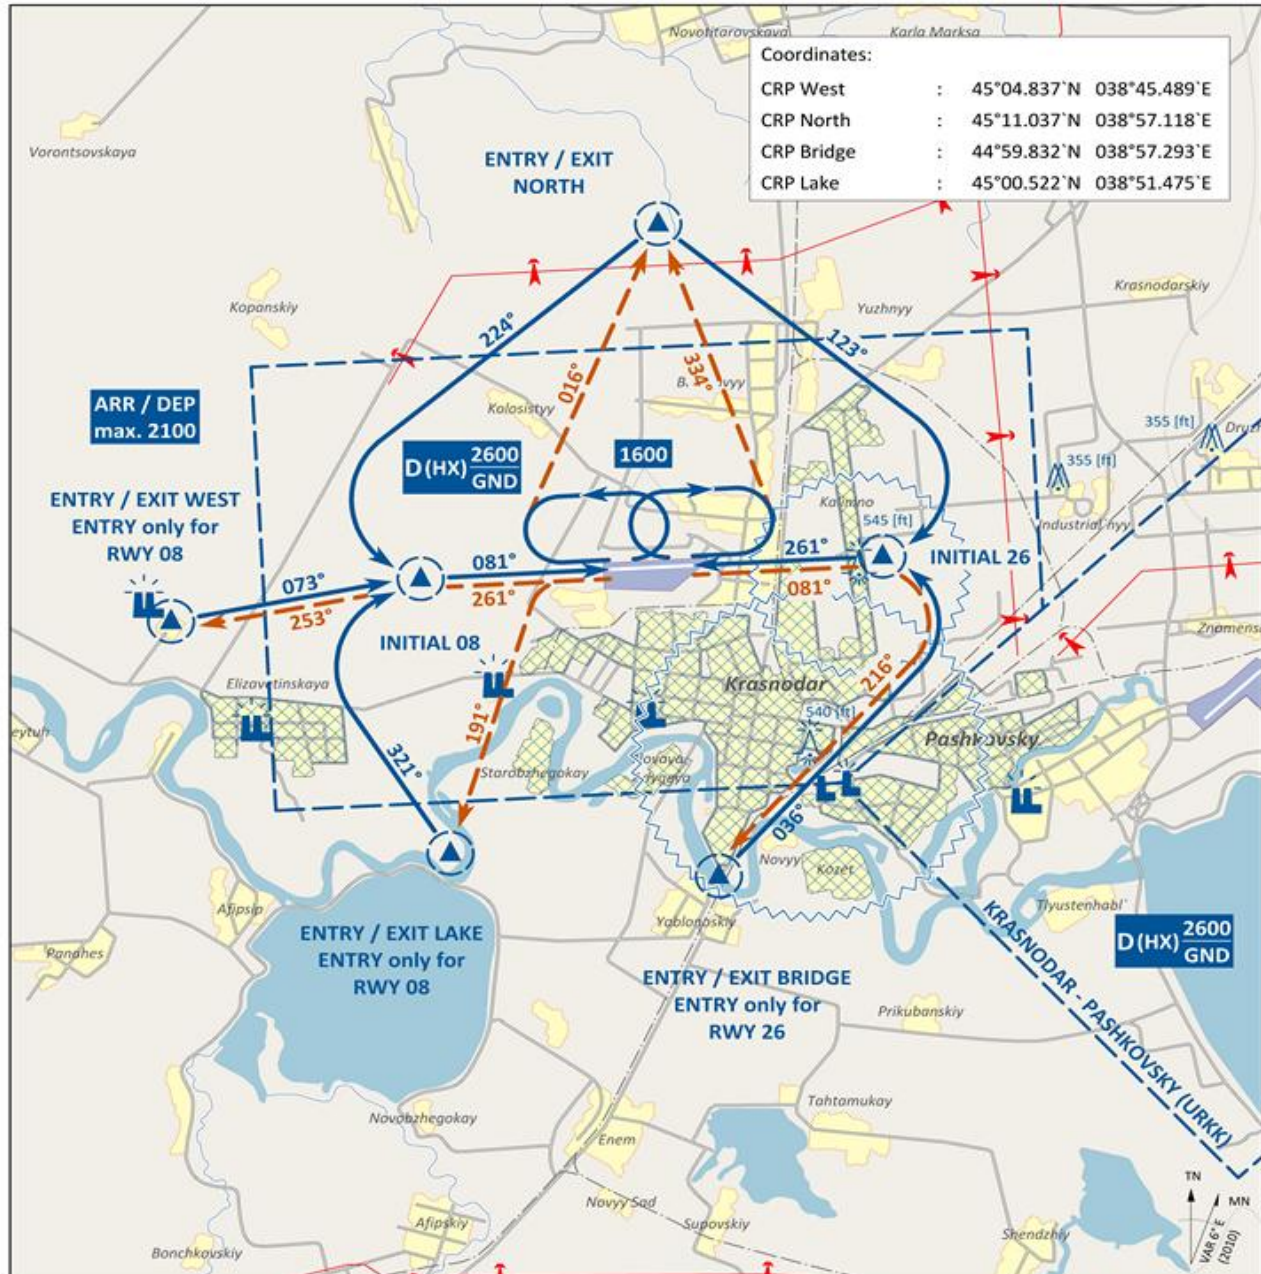 Novotitarovskaya
Karla Marksa
Coordinates:
CRP West : 45°04.837`N 038°45.489`E
CRP North : 45°11.037`N 038°57.118`E
CRP Bridge : 44°59.832`N 038°57.293`E
CRP Lake : 45°00.522`N 038°51.475`E
Vorontsovskaya
ENTRY / EXIT
NORTH
Kopanskiy
Yuzhnyy
Krasnodarskiy
224°
123°
016°
334°
ARR / DEP
max. 2100
Kolosistyy
D (HX) 2600
GND
1600
355 [ft]
355 [ft]
ENTRY / EXIT WEST
ENTRY only for
RWY 08
Kalinino
545 [ft]
Industrial'nyy
INITIAL 26
073°
081°
261°
253°
261°
081°
INITIAL 08
Elizavetinskaya
Krasnodar
216°
191°
540 [ft]
Pashkovsky
321°
Starobzhegokay
036°
Novyy
Kozet
Afipsip
Yablonoskiy
Tlyustenhabl'
ENTRY / EXIT LAKE
ENTRY only for
RWY 08
Panahes
D (HX) 2600
GND
ENTRY / EXIT BRIDGE
ENTRY only for
RWY 26
KRASNODAR - PASHKOVSKY (URKK)
Prikubanskiy
Novobzhegokay
Tahtamukay
Enem
Novyy Sad
Afipskiy
Supovskiy
Shendzhiy
Bonchkovskiy
TN
MN
VAR 6° E
(2010)